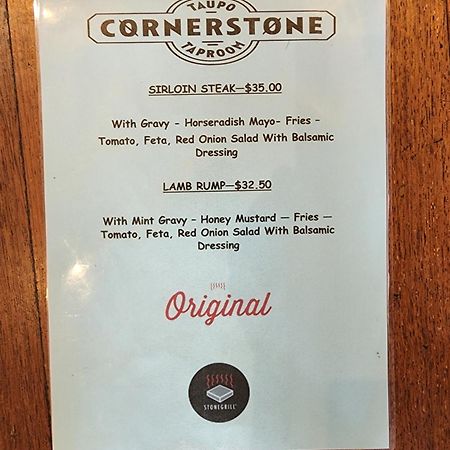 TAUPO
CORNERSTØNE
TAPROOM
SIRLOIN STEAK—$35.00
With Gravy - Horseradish Mayo- Fries -
Tomato, Feta, Red Onion Salad With Balsamic
Dressing
LAMB RUMP—$32.50
With Mint Gravy - Honey Mustard — Fries —
Tomato, Feta, Red Onion Salad With Balsamic
Dressing
Original
STONEGRILL